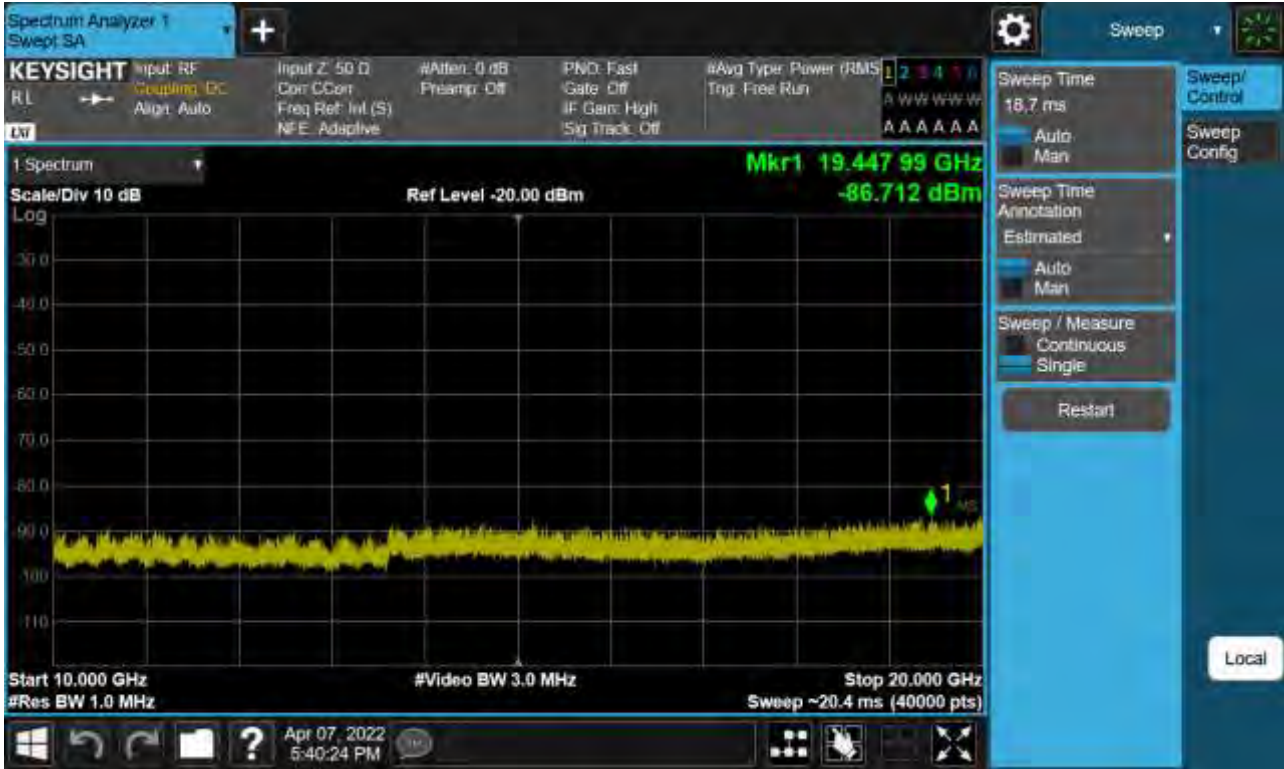 Spectrum Analyzer 1
Swept SA
Sweep
KEYSIGHT
RL
LXI
Input: RF
Coupling: DC
Align: Auto
Input Z: 50 Ω
Corr CCorr
Freq Ref: Int (S)
NFE: Adaptive
#Atten: 0 dB
Preamp: Off
PNO: Fast
Gate: Off
IF Gain: High
Sig Track: Off
#Avg Type: Power (RMS
Trig: Free Run
1 2 3 4 5 6
A W W W W W
A A A A A A
1 Spectrum
Scale/Div 10 dB
Log
Ref Level -20.00 dBm
Mkr1 19.447 99 GHz
-86.712 dBm
-30.0
-40.0
-50.0
-60.0
-70.0
-80.0
-90.0
-100
-110
1
Start 10.000 GHz
#Res BW 1.0 MHz
#Video BW 3.0 MHz
Stop 20.000 GHz
Sweep ~20.4 ms (40000 pts)
Sweep Time
18.7 ms
Auto
Man
Sweep Time
Annotation
Estimated
Auto
Man
Sweep / Measure
Continuous
Single
Restart
Sweep/
Control
Sweep
Config
Local
?
Apr 07, 2022
5:40:24 PM